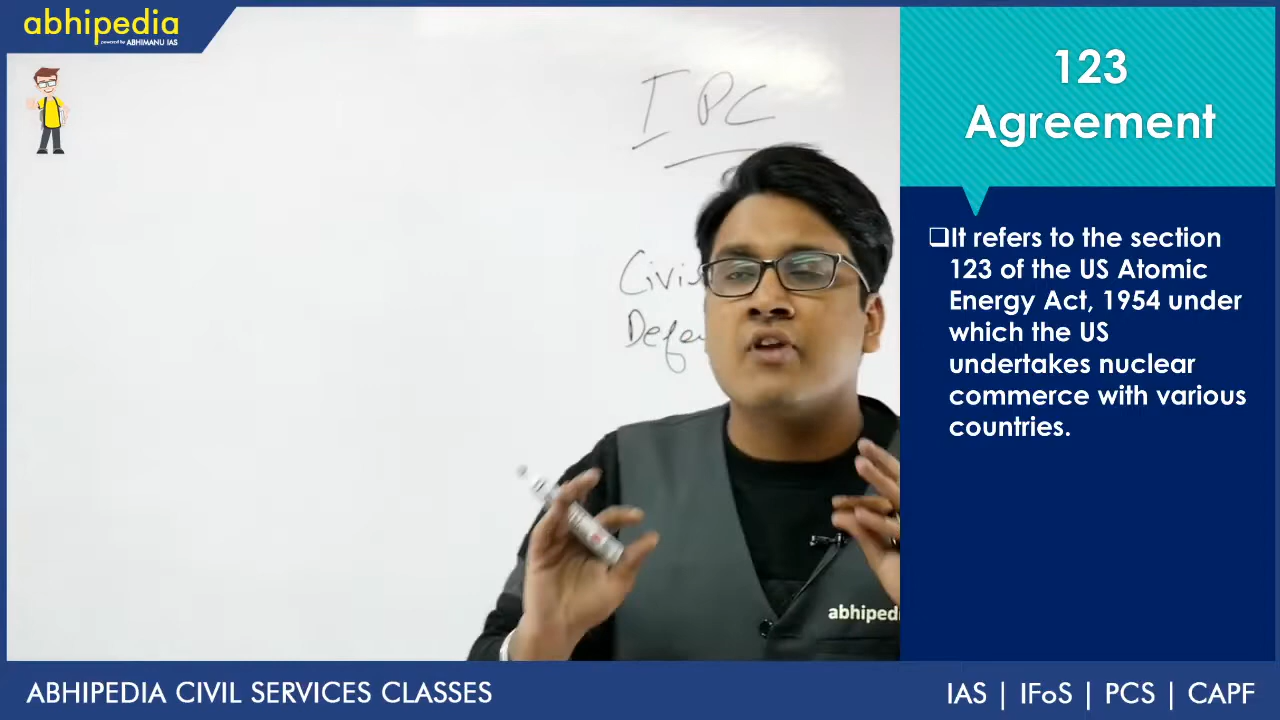 abhipedia
powered by ABHIMANU IAS
IPC
123
Agreement
❑It refers to the section
123 of the US Atomic
Energy Act, 1954 under
which the US
undertakes nuclear
commerce with various
countries.
abhipedi
ABHIPEDIA CIVIL SERVICES CLASSES
IAS | IFoS | PCS | CAPF